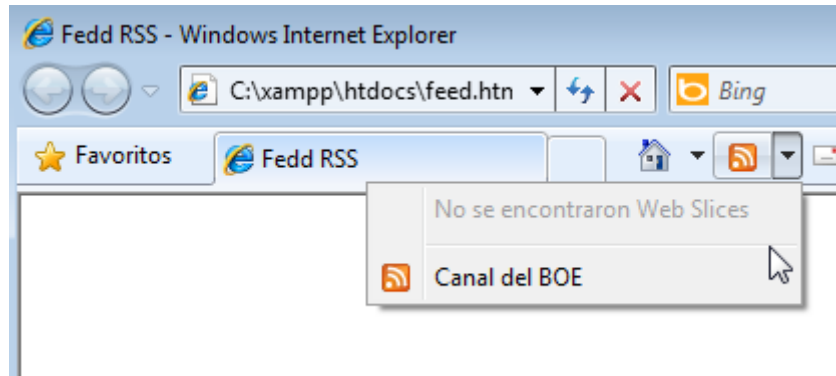 Fedd RSS - Windows Internet Explorer
C:\xampp\htdocs\feed.htn
Bing
Favoritos
Fedd RSS
No se encontraron Web Slices
Canal del BOE